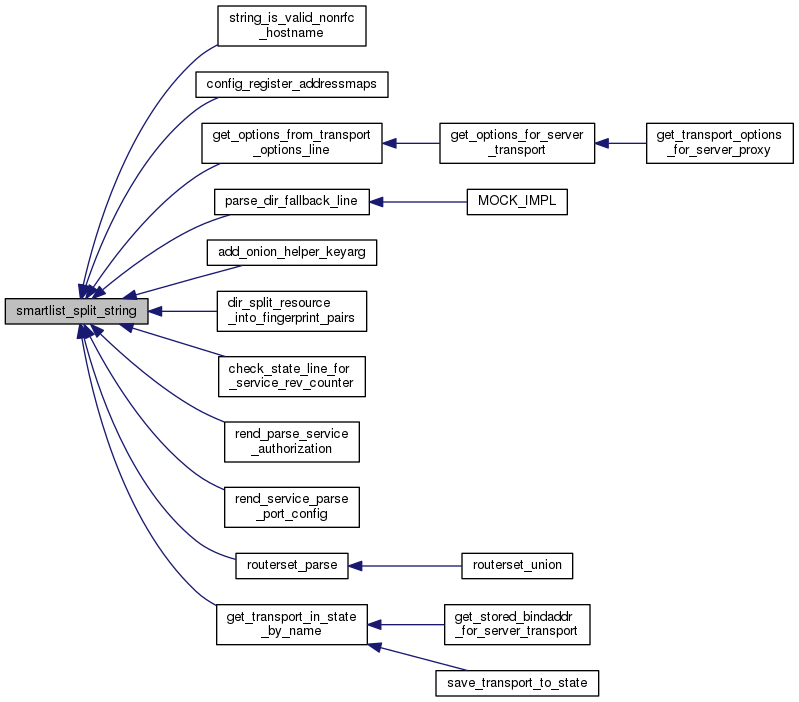 string_is_valid_nonrfc
_hostname
config_register_addressmaps
get_options_from_transport
_options_line
get_options_for_server
_transport
get_transport_options
_for_server_proxy
parse_dir_fallback_line
MOCK_IMPL
add_onion_helper_keyarg
smartlist_split_string
dir_split_resource
_into_fingerprint_pairs
check_state_line_for
_service_rev_counter
rend_parse_service
_authorization
rend_service_parse
_port_config
routerset_parse
routerset_union
get_transport_in_state
_by_name
get_stored_bindaddr
_for_server_transport
save_transport_to_state